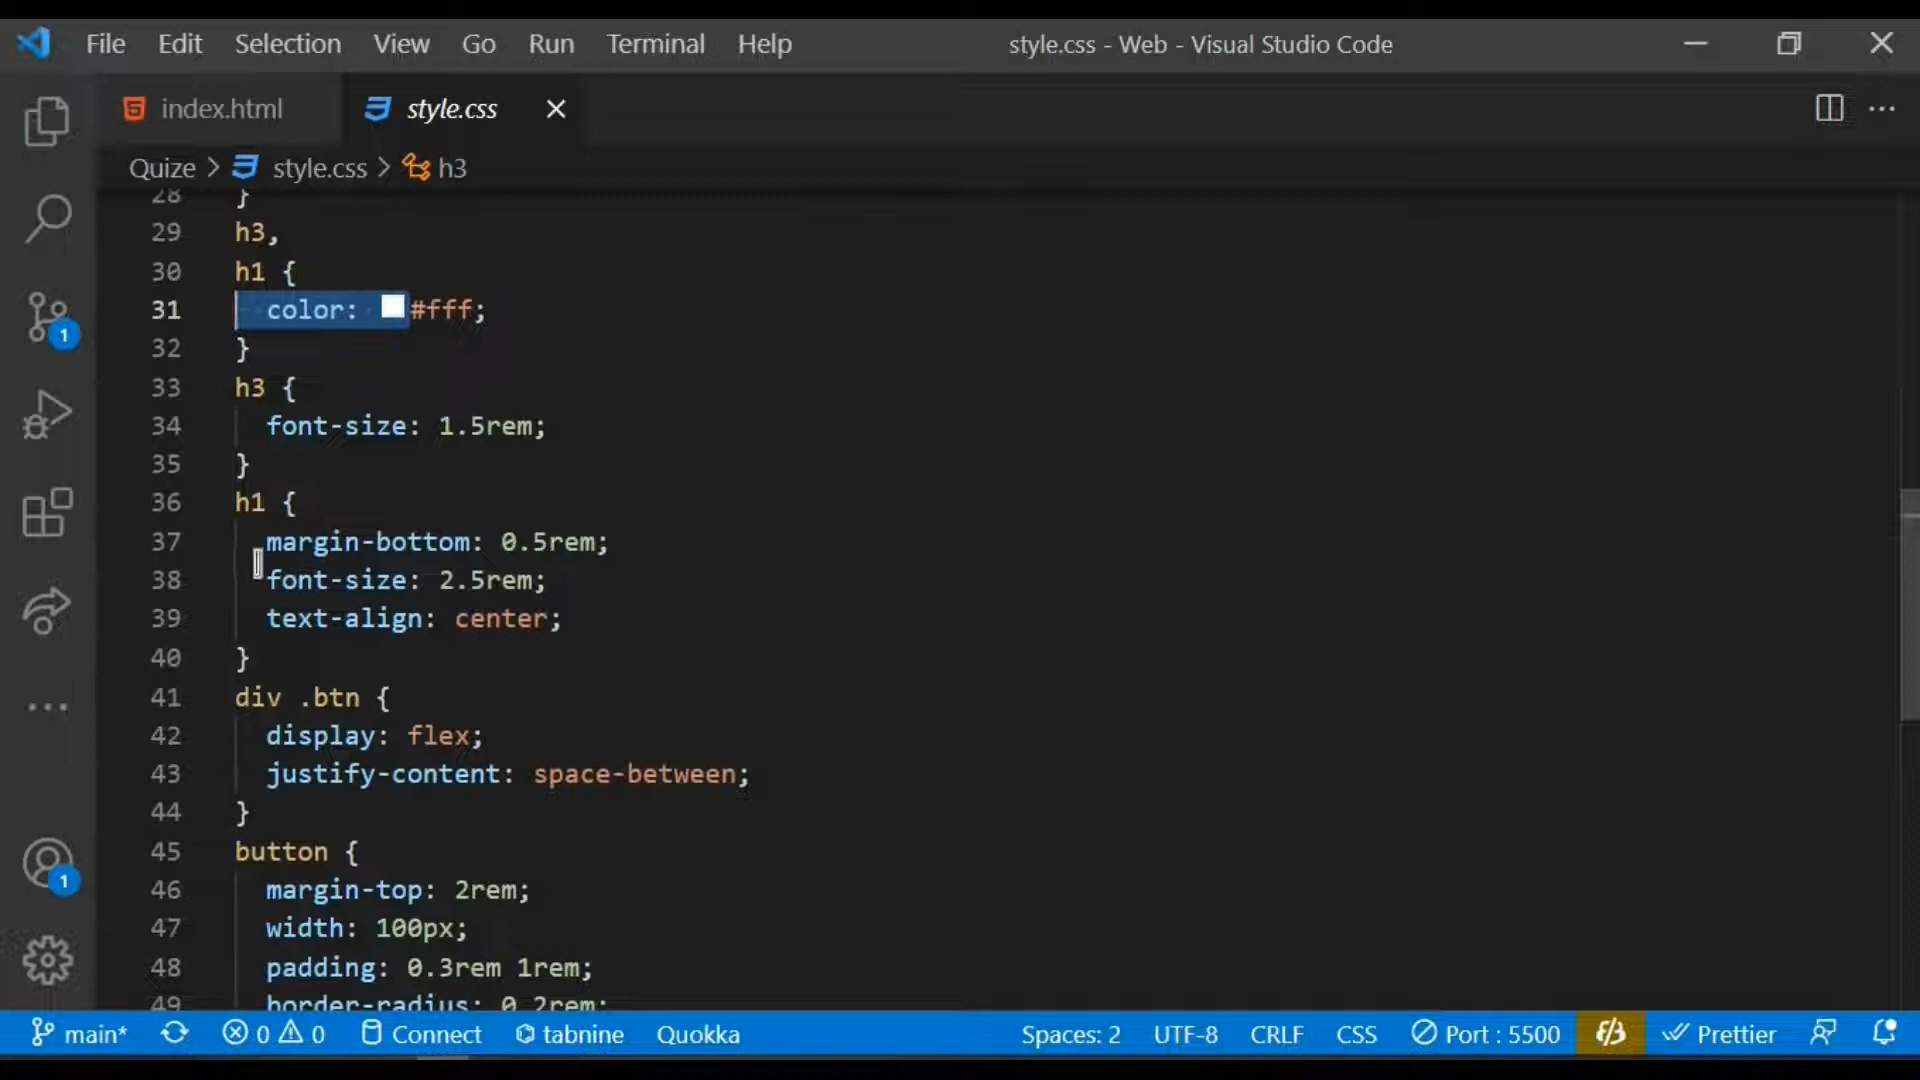 File Edit Selection View Go Run Terminal Help style.css - Web - Visual Studio Code
index.html style.css
Quize > style.css > h3
28 }
29 h3,
30 h1 {
31 color: #fff;
32 }
33 h3 {
34 font-size: 1.5rem;
35 }
36 h1 {
37 margin-bottom: 0.5rem;
38 font-size: 2.5rem;
39 text-align: center;
40 }
41 div .btn {
42 display: flex;
43 justify-content: space-between;
44 }
45 button {
46 margin-top: 2rem;
47 width: 100px;
48 padding: 0.3rem 1rem;
49 border-radius: 0.2rem;
1
1
main* 0 0 Connect tabnine Quokka Spaces: 2 UTF-8 CRLF CSS Port : 5500 Prettier